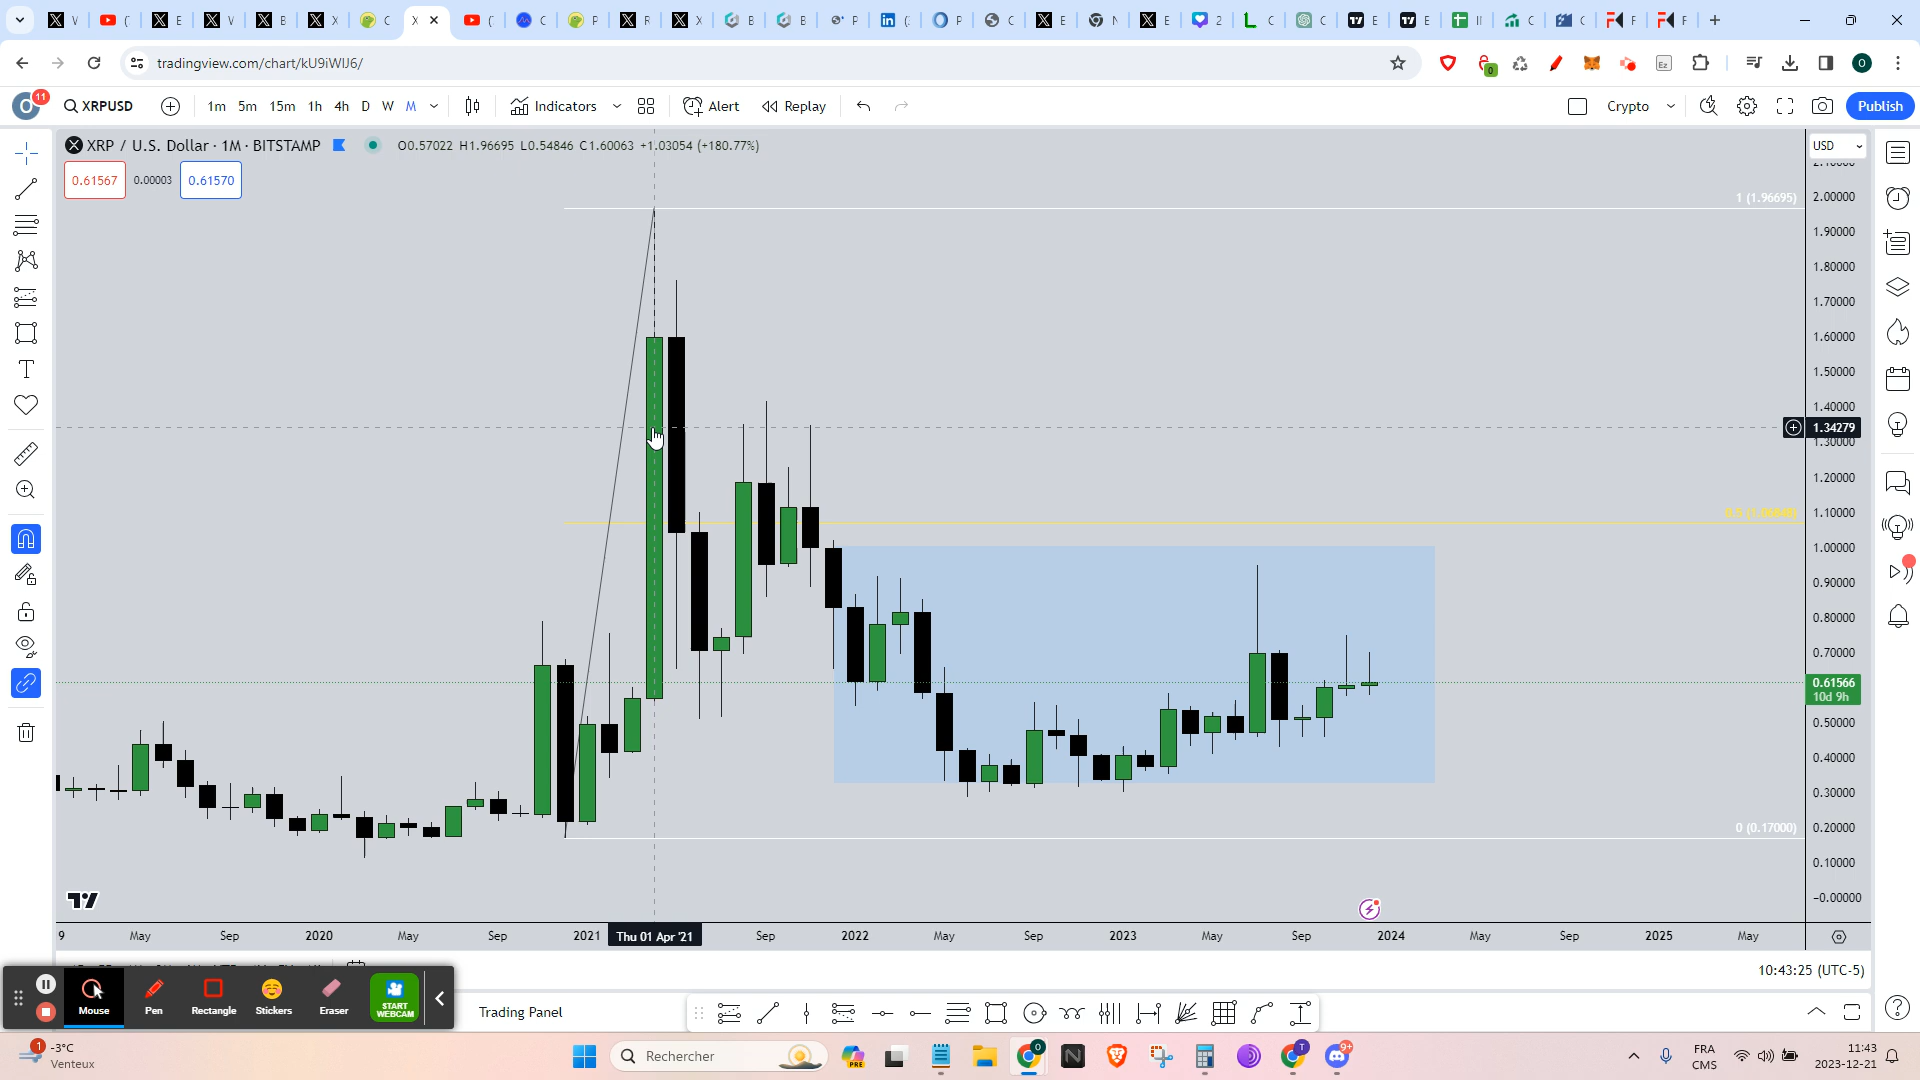 tradingview.com/chart/kU9iWIJ6/
0
Ez
O
O 11
XRPUSD
1m 5m 15m 1h 4h D W M
Indicators
Alert
Replay
Crypto
Publish
XRP / U.S. Dollar · 1M · BITSTAMP
O0.57022 H1.96695 L0.54846 C1.60063 +1.03054 (+180.77%)
0.61567 0.00003 0.61570
USD
2.00000
1.90000
1.80000
1.70000
1.60000
1.50000
1.40000
1.34279
1.30000
1.20000
1.10000
1.00000
0.90000
0.80000
0.70000
0.61566
10d 9h
0.50000
0.40000
0.30000
0.20000
0.10000
-0.00000
1 (1.96695)
0 (0.17000)
9 May Sep 2020 May Sep 2021 Thu 01 Apr '21 Sep 2022 May Sep 2023 May Sep 2024 May Sep 2025 May
10:43:25 (UTC-5)
Mouse
Pen
Rectangle
Stickers
Eraser
START
WEBCAM
Trading Panel
1
-3°C
Venteux
Rechercher
PRE
FRA
CMS
11:43
2023-12-21